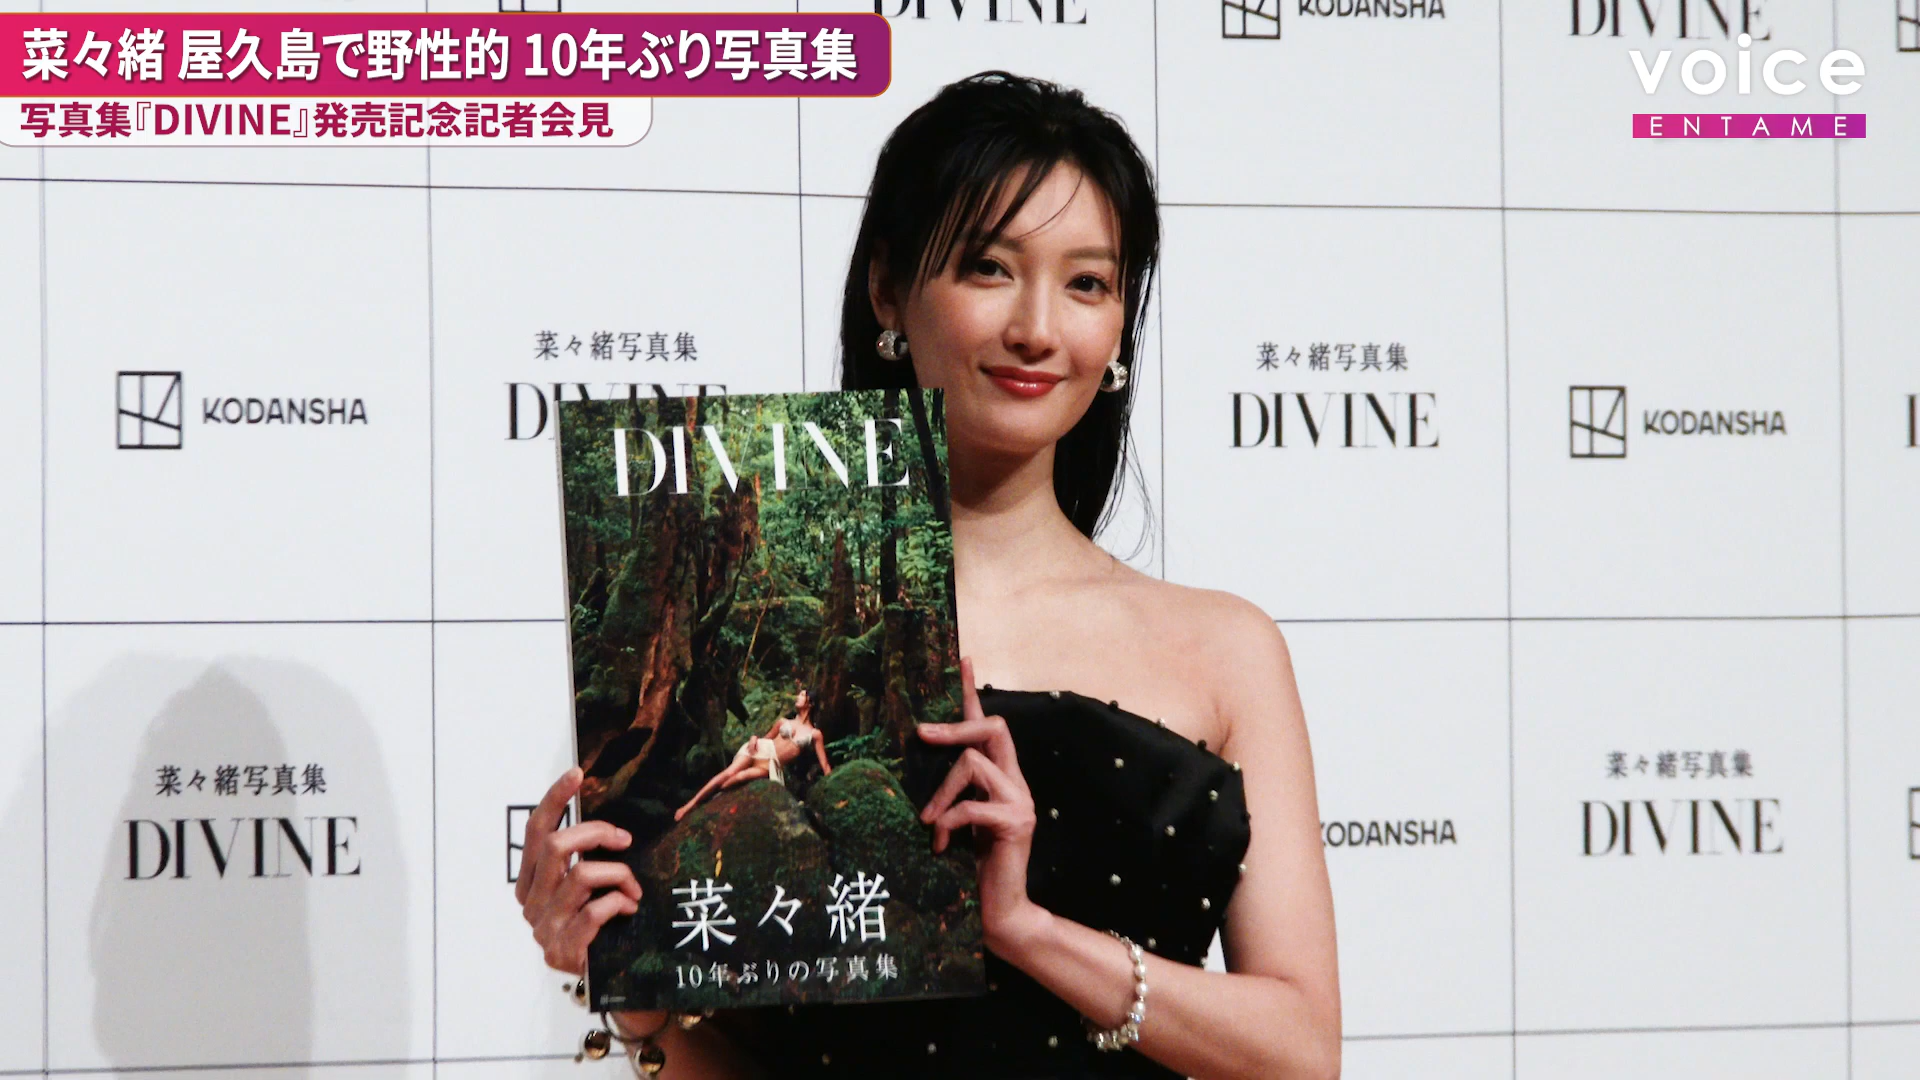 菜々緒 屋久島で野性的 10年ぶり写真集
写真集『DIVINE』発売記念記者会見
voice
ENTAME
DIVINE
KODANSHA
DIVINE
菜々緒写真集
DIVINE
KODANSHA
菜々緒写真集
DIVINE
KODANSHA
DIVINE
菜々緒
10年ぶりの写真集
菜々緒写真集
DIVINE
KODANSHA
菜々緒写真集
DIVINE